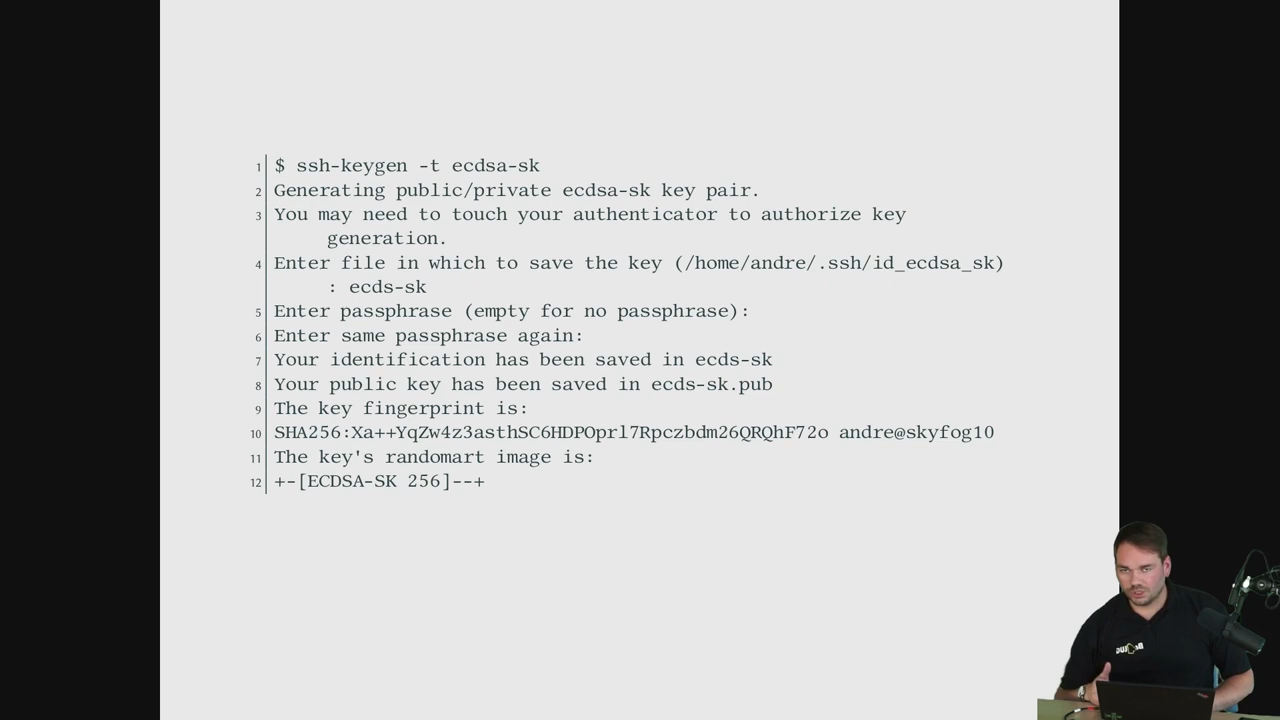 1 $ ssh-keygen -t ecdsa-sk
2 Generating public/private ecdsa-sk key pair.
3 You may need to touch your authenticator to authorize key
generation.
4 Enter file in which to save the key (/home/andre/.ssh/id_ecdsa_sk)
: ecds-sk
5 Enter passphrase (empty for no passphrase):
6 Enter same passphrase again:
7 Your identification has been saved in ecds-sk
8 Your public key has been saved in ecds-sk.pub
9 The key fingerprint is:
10 SHA256:Xa++YqZw4z3asthSC6HDPOprl7Rpczbdm26QRQhF72o andre@skyfog10
11 The key's randomart image is:
12 +-[ECDSA-SK 256]--+